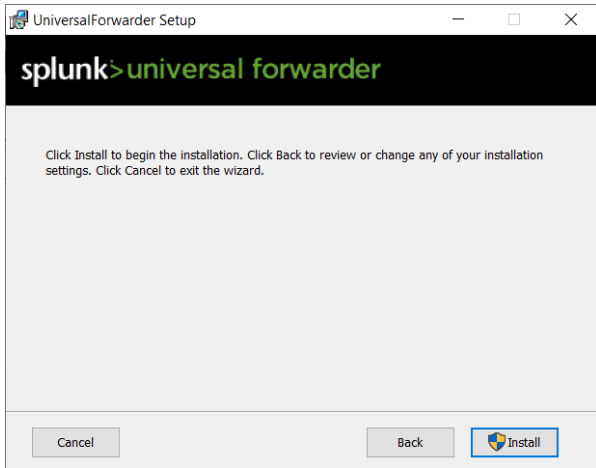 UniversalForwarder Setup
splunk>universal forwarder
Click Install to begin the installation. Click Back to review or change any of your installation
settings. Click Cancel to exit the wizard.
Cancel
Back
Install